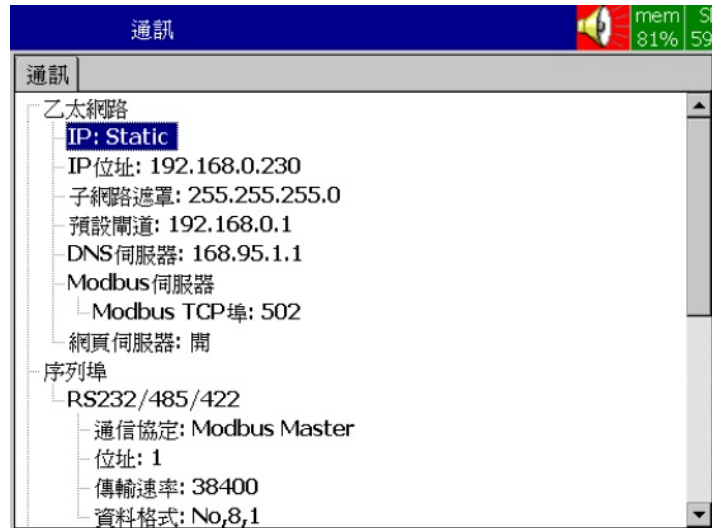 通訊
mem SI
81% 59
通訊
乙太網路
IP: Static
IP位址: 192.168.0.230
子網路遮罩: 255.255.255.0
預設閘道: 192.168.0.1
DNS伺服器: 168.95.1.1
Modbus伺服器
Modbus TCP埠: 502
網頁伺服器: 開
序列埠
RS232/485/422
通信協定: Modbus Master
位址: 1
傳輸速率: 38400
資料格式: No,8,1